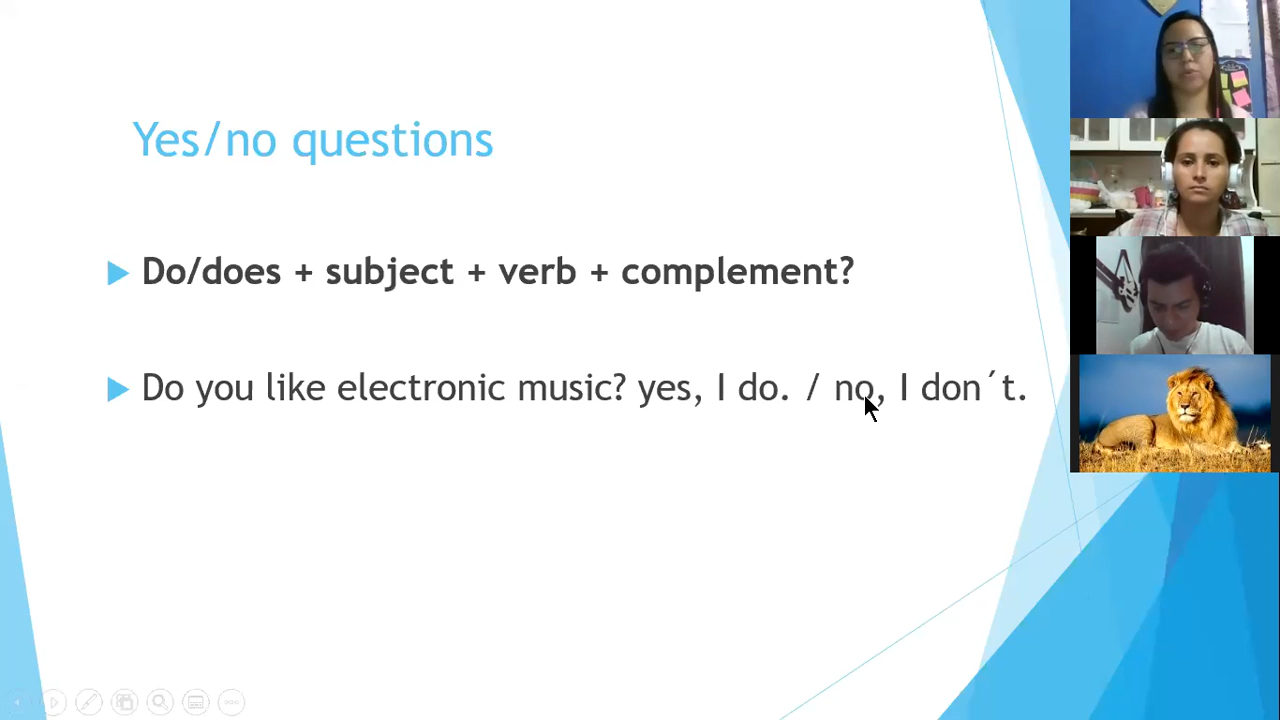 Yes/no questions
Do/does + subject + verb + complement?
Do you like electronic music? yes, I do. / no, I don´t.